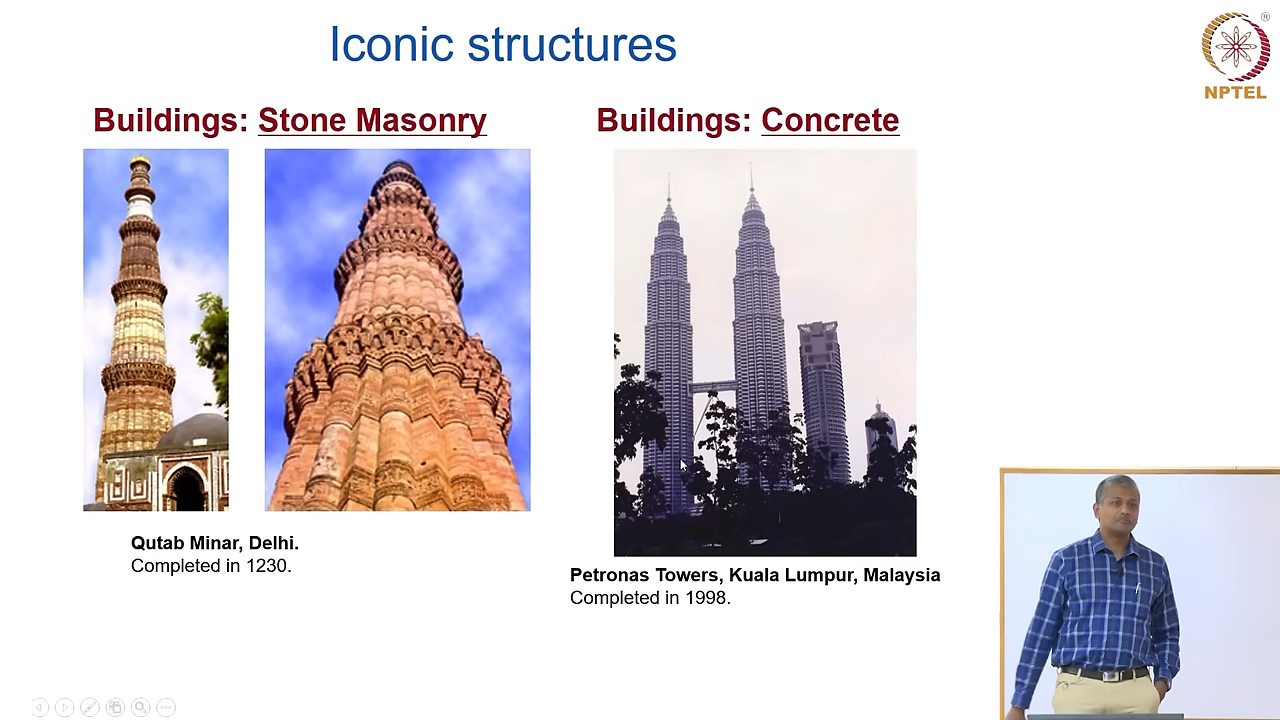 Iconic structures
®
NPTEL
Buildings: Stone Masonry
Buildings: Concrete
Qutab Minar, Delhi.
Completed in 1230.
Petronas Towers, Kuala Lumpur, Malaysia
Completed in 1998.